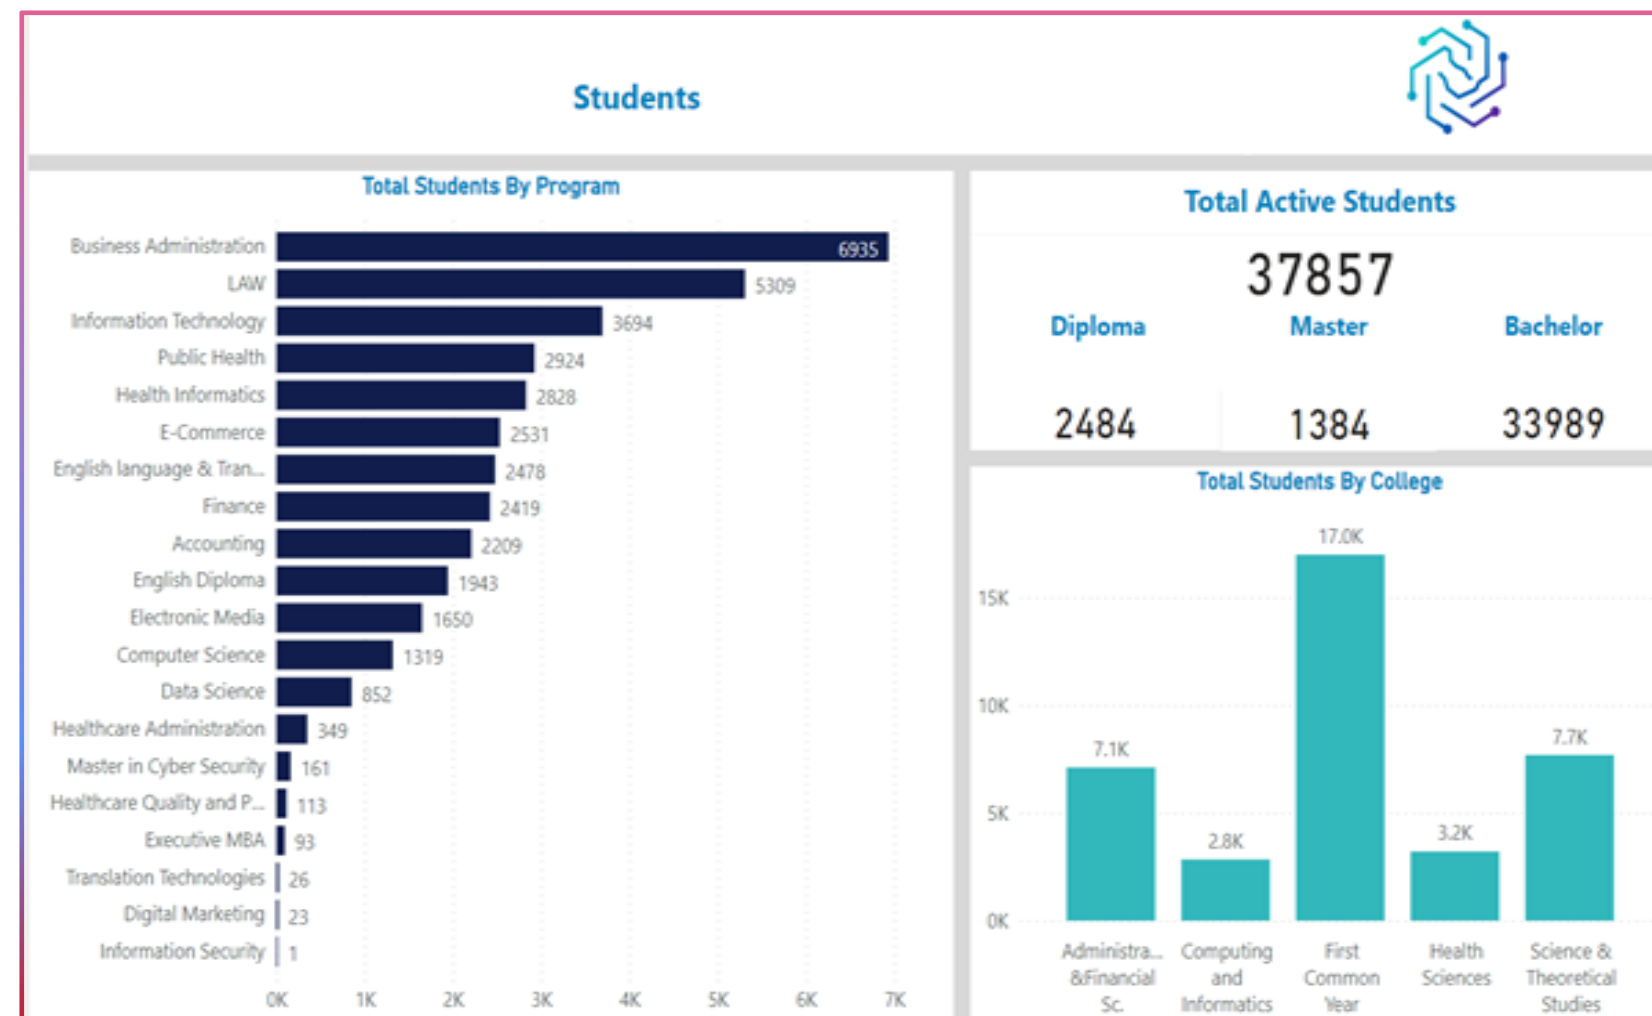 Students
Total Students By Program
Business Administration 6935
LAW 5309
Information Technology 3694
Public Health 2924
Health Informatics 2828
E-Commerce 2531
English language & Tran... 2478
Finance 2419
Accounting 2209
English Diploma 1943
Electronic Media 1650
Computer Science 1319
Data Science 852
Healthcare Administration 349
Master in Cyber Security 161
Healthcare Quality and P... 113
Executive MBA 93
Translation Technologies 26
Digital Marketing 23
Information Security 1
0K 1K 2K 3K 4K 5K 6K 7K
Total Active Students
37857
Diploma Master Bachelor
2484 1384 33989
Total Students By College
17.0K
15K
10K
7.7K
7.1K
5K
3.2K
2.8K
0K
Administra... Computing First Health Science &
&Financial and Common Sciences Theoretical
Sc. Informatics Year Studies